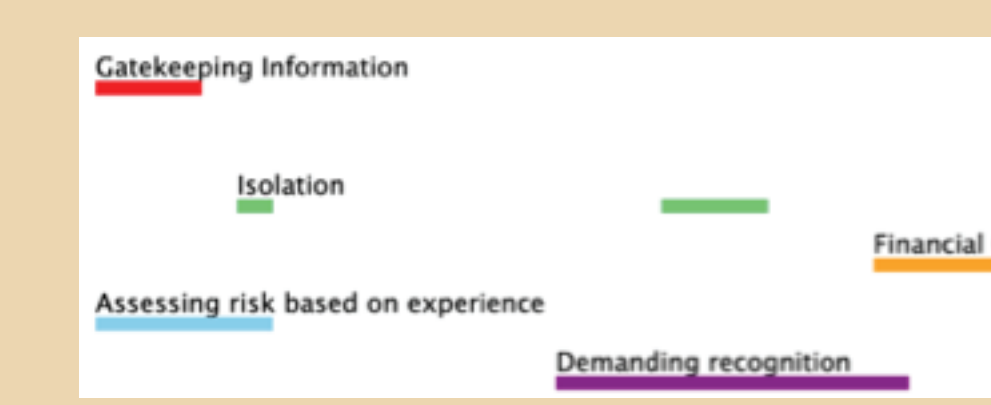 Gatekeeping Information
Isolation
Financial
Assessing risk based on experience
Demanding recognition